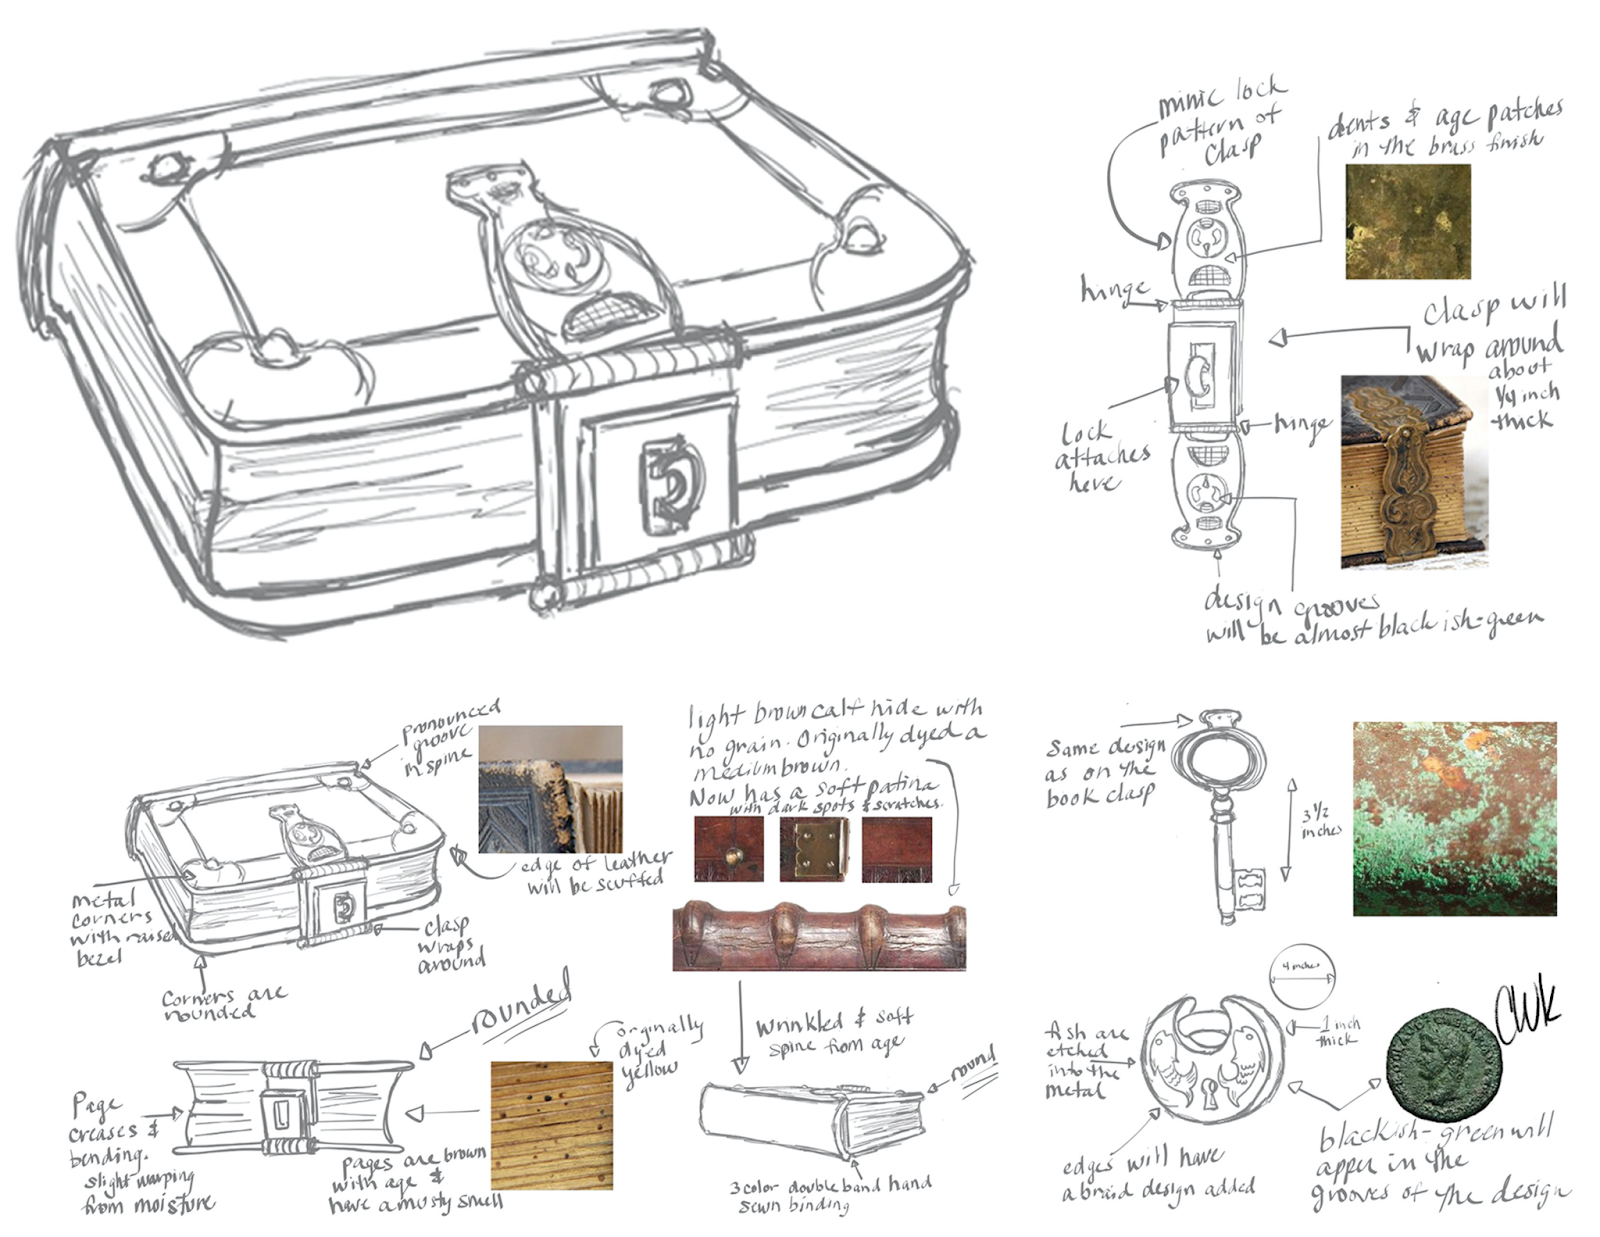 mimic lock
pattern of
clasp
dents & age patches
in the brass finish
hinge
clasp will
wrap around
about
1/4 inch
thick
lock
attaches
here
hinge
design grooves
will be almost blackish-green
pronounced
groove
in spine
edge of leather
will be scuffed
metal
corners
with raised
bezel
clasp
wraps
around
corners are
rounded
light brown calf hide with
no grain. Originally dyed a
medium brown.
Now has a soft patina
with dark spots & scratches.
Same design
as on the
book clasp
3 1/2
inches
rounded
orginally
dyed
yellow
Page
creases &
bending.
slight warping
from moisture
pages are brown
with age &
have a musty smell
wrinkled & soft
spine from age
round
3 color double band hand
sewn binding
4 inches
fish are
etched
into the
metal
1 inch
thick
CWK
edges will have
a braid design added
blackish-green will
apper in the
grooves of the design